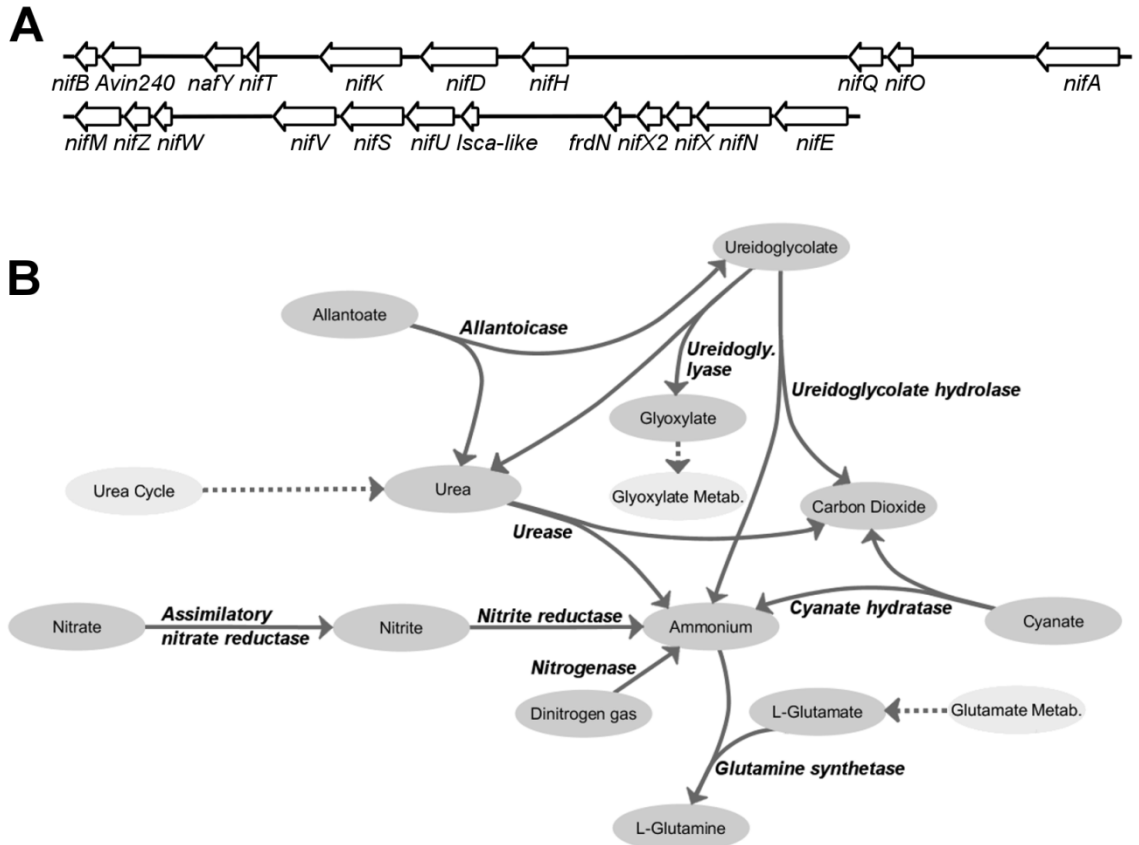 A
nifB Avin240 nafY nifT nifK nifD nifH nifQ nifO nifA
nifM nifZ nifW nifV nifS nifU Isca-like frdN nifX2 nifX nifN nifE
B
Ureidoglycolate
Allantoate
Allantoicase
Ureidogly.
lyase
Ureidoglycolate hydrolase
Glyoxylate
Urea Cycle
Urea
Glyoxylate Metab.
Carbon Dioxide
Urease
Assimilatory
nitrate reductase
Nitrate
Nitrite
Nitrite reductase
Ammonium
Cyanate hydratase
Cyanate
Nitrogenase
Dinitrogen gas
L-Glutamate
Glutamate Metab.
Glutamine synthetase
L-Glutamine